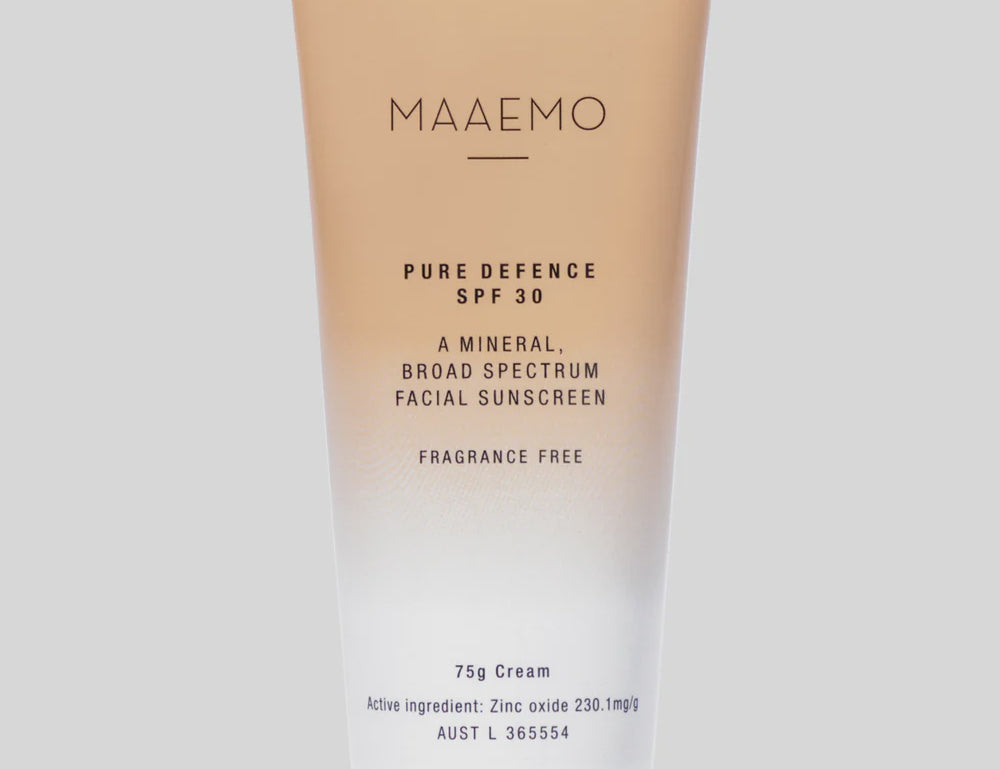 MAAEMO
PURE DEFENCE
SPF 30
A MINERAL,
BROAD SPECTRUM
FACIAL SUNSCREEN
FRAGRANCE FREE
75g Cream
Active ingredient: Zinc oxide 230.1mg/g
AUST L 365554